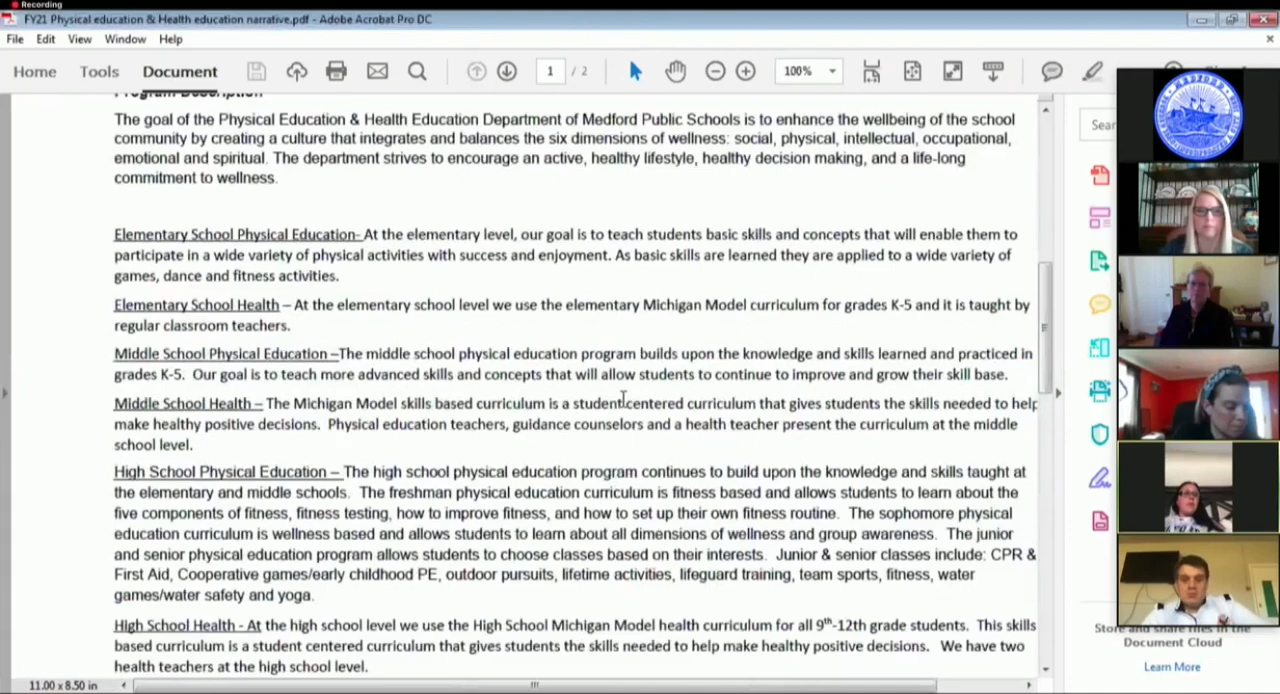 Recording
FY21 Physical education & Health education narrative.pdf - Adobe Acrobat Pro DC
File Edit View Window Help
Home Tools Document 1 / 2 100%
Program Description
The goal of the Physical Education & Health Education Department of Medford Public Schools is to enhance the wellbeing of the school
community by creating a culture that integrates and balances the six dimensions of wellness: social, physical, intellectual, occupational,
emotional and spiritual. The department strives to encourage an active, healthy lifestyle, healthy decision making, and a life-long
commitment to wellness.
Elementary School Physical Education- At the elementary level, our goal is to teach students basic skills and concepts that will enable them to
participate in a wide variety of physical activities with success and enjoyment. As basic skills are learned they are applied to a wide variety of
games, dance and fitness activities.
Elementary School Health – At the elementary school level we use the elementary Michigan Model curriculum for grades K-5 and it is taught by
regular classroom teachers.
Middle School Physical Education –The middle school physical education program builds upon the knowledge and skills learned and practiced in
grades K-5. Our goal is to teach more advanced skills and concepts that will allow students to continue to improve and grow their skill base.
Middle School Health – The Michigan Model skills based curriculum is a student centered curriculum that gives students the skills needed to help
make healthy positive decisions. Physical education teachers, guidance counselors and a health teacher present the curriculum at the middle
school level.
High School Physical Education – The high school physical education program continues to build upon the knowledge and skills taught at
the elementary and middle schools. The freshman physical education curriculum is fitness based and allows students to learn about the
five components of fitness, fitness testing, how to improve fitness, and how to set up their own fitness routine. The sophomore physical
education curriculum is wellness based and allows students to learn about all dimensions of wellness and group awareness. The junior
and senior physical education program allows students to choose classes based on their interests. Junior & senior classes include: CPR &
First Aid, Cooperative games/early childhood PE, outdoor pursuits, lifetime activities, lifeguard training, team sports, fitness, water
games/water safety and yoga.
High School Health - At the high school level we use the High School Michigan Model health curriculum for all 9th-12th grade students. This skills
based curriculum is a student centered curriculum that gives students the skills needed to help make healthy positive decisions. We have two
health teachers at the high school level.
11.00 x 8.50 in
Sear
MEDFORD
Store and share files in the
Document Cloud
Learn More